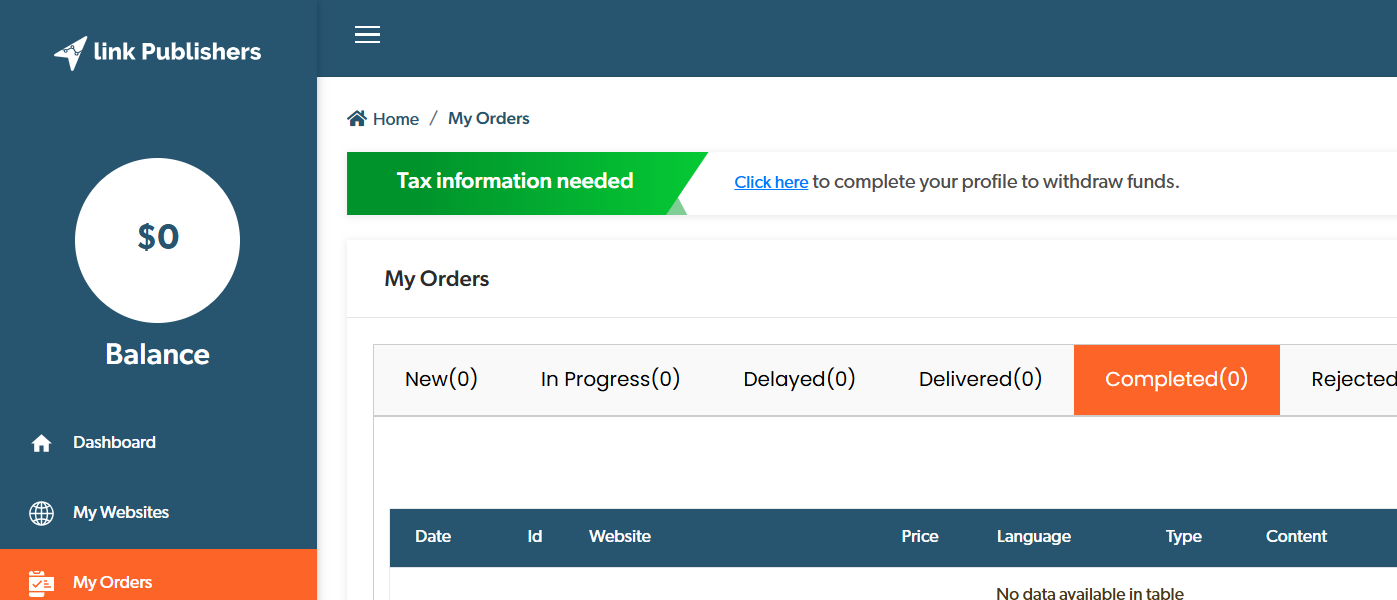 link Publishers
Home / My Orders
Tax information needed
Click here to complete your profile to withdraw funds.
$0
Balance
My Orders
New(0) In Progress(0) Delayed(0) Delivered(0) Completed(0) Rejected
Dashboard
My Websites
My Orders
Date Id Website Price Language Type Content
No data available in table